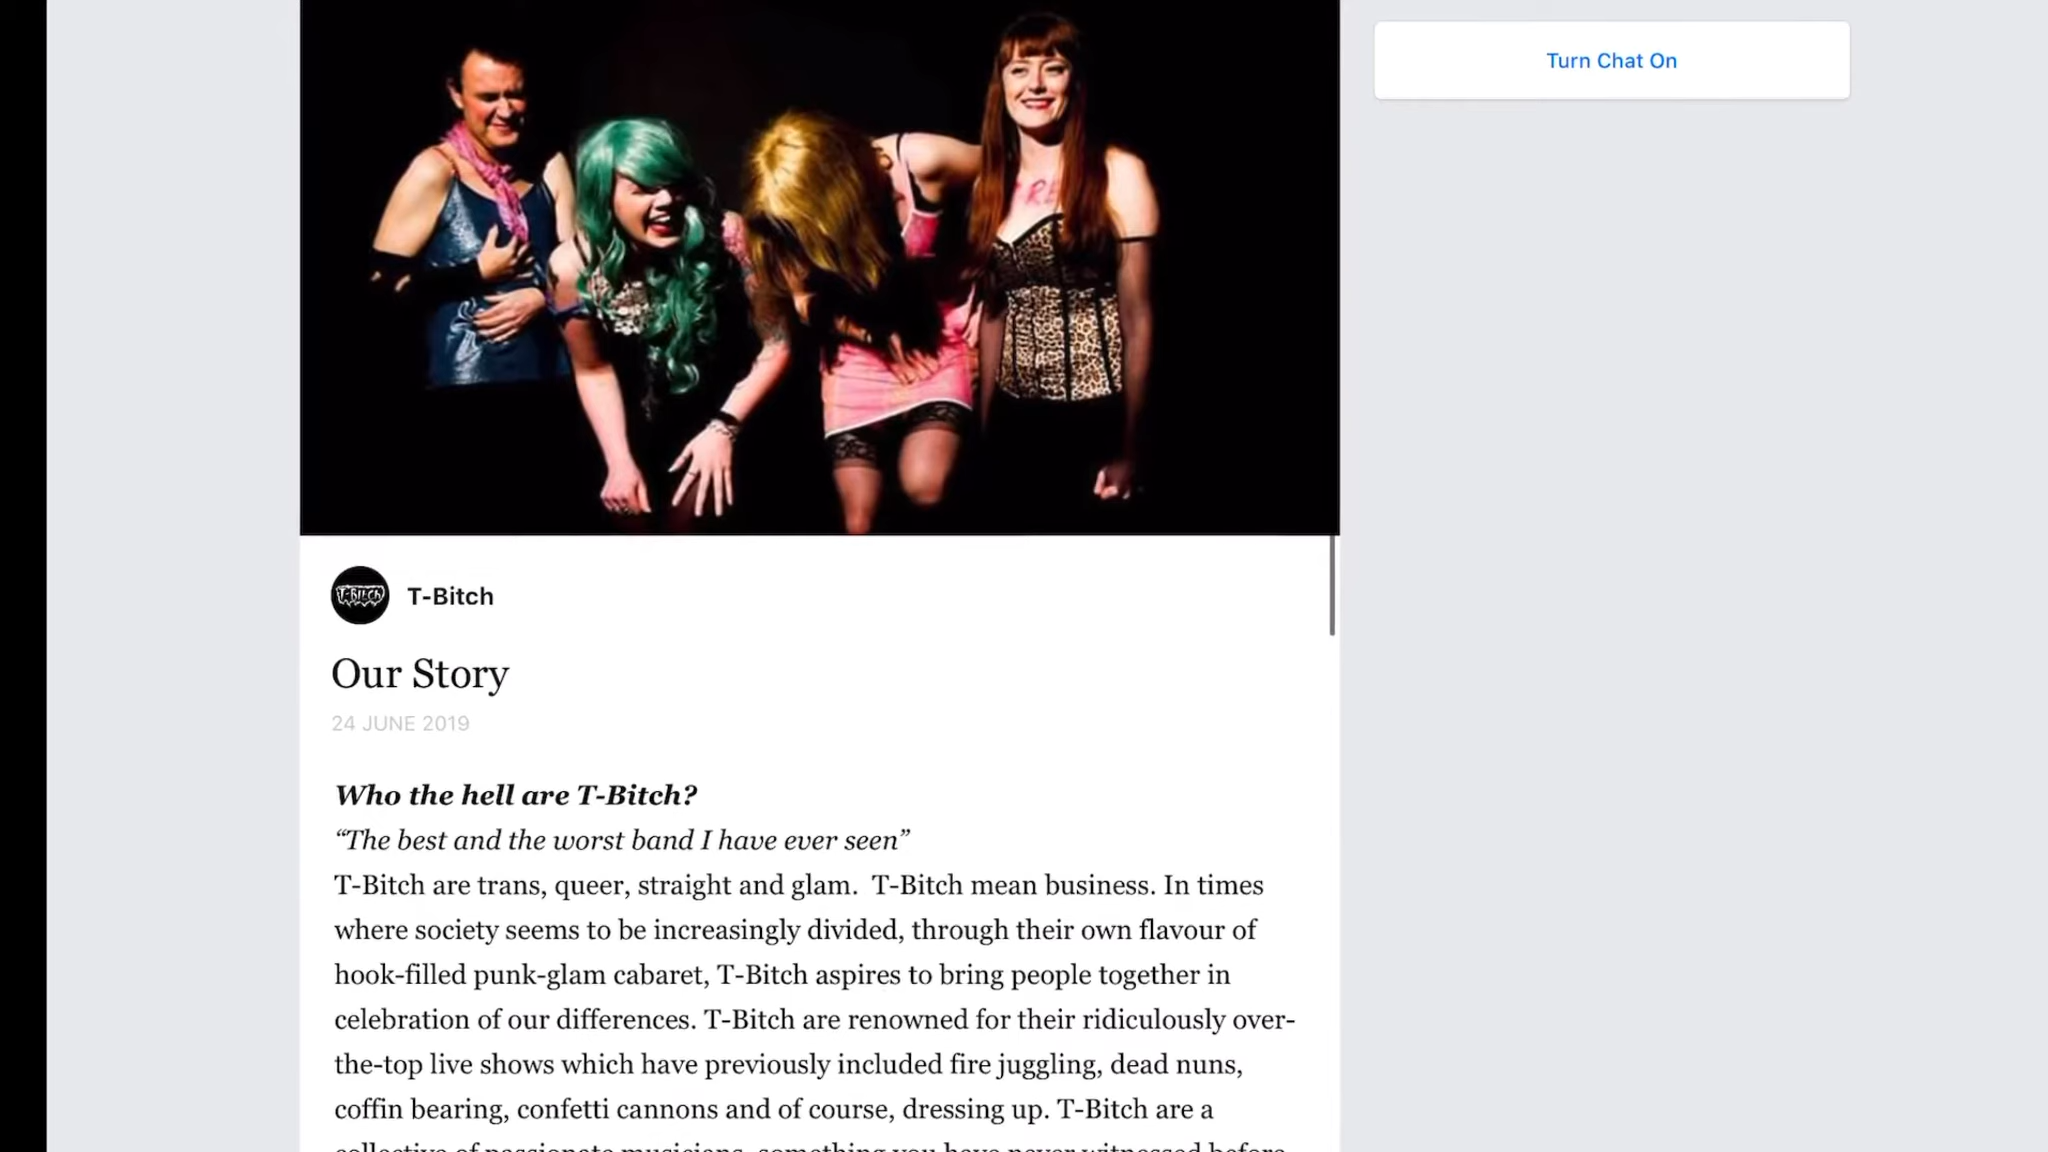 Turn Chat On
T-Bitch
T-Bitch
Our Story
24 JUNE 2019
Who the hell are T-Bitch?
“The best and the worst band I have ever seen”
T-Bitch are trans, queer, straight and glam.  T-Bitch mean business. In times
where society seems to be increasingly divided, through their own flavour of
hook-filled punk-glam cabaret, T-Bitch aspires to bring people together in
celebration of our differences. T-Bitch are renowned for their ridiculously over-
the-top live shows which have previously included fire juggling, dead nuns,
coffin bearing, confetti cannons and of course, dressing up. T-Bitch are a
collective of passionate musicians, something you have never witnessed before